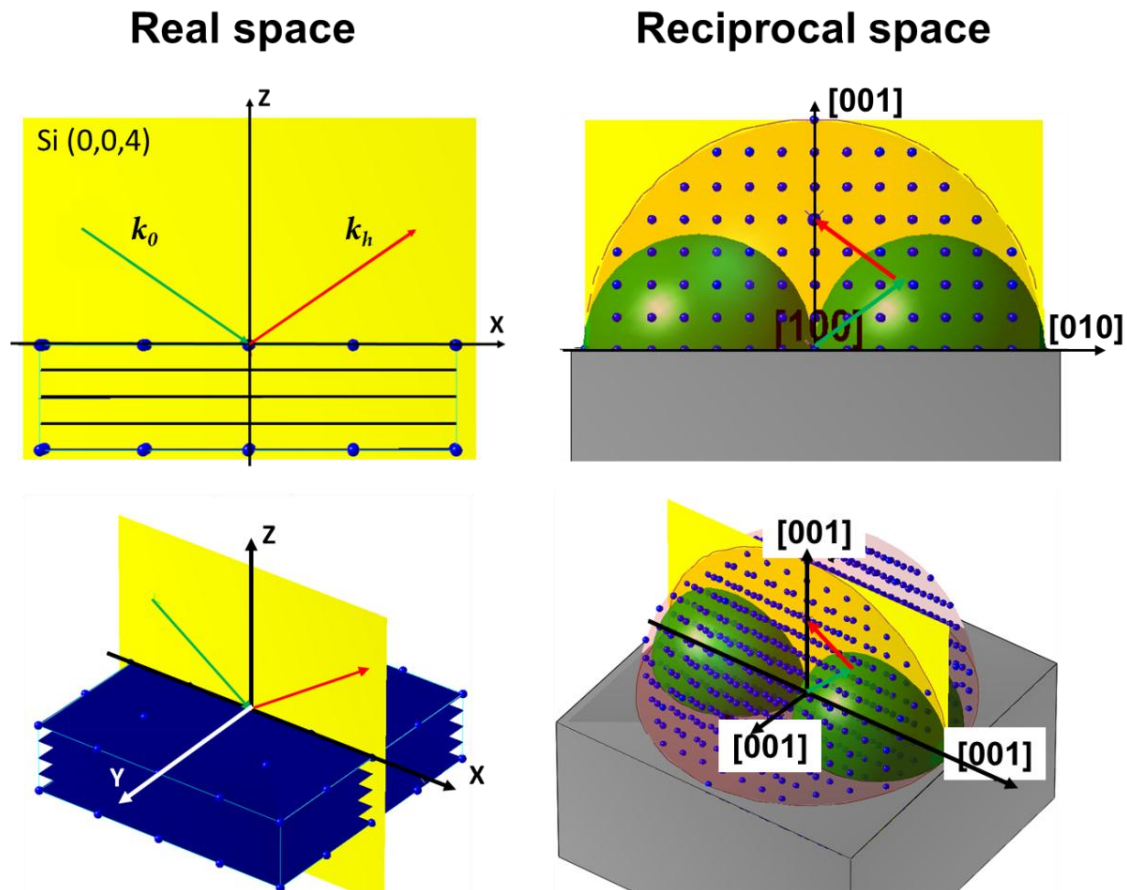 Real space
Reciprocal space
Z
[001]
Si (0,0,4)
k0
kh
X
[100]
[010]
Z
[001]
Y
X
[001]
[001]